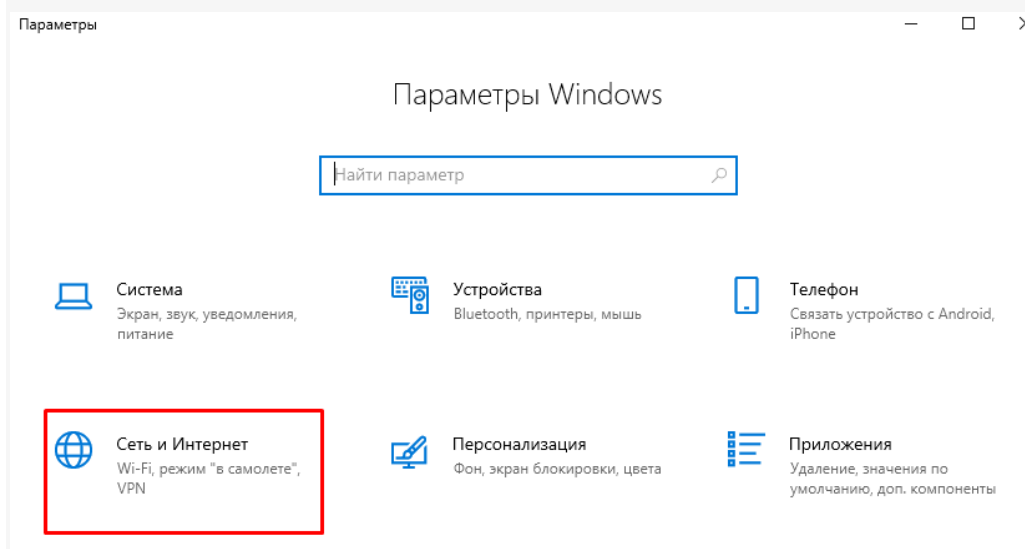 Параметры
Параметры Windows
Найти параметр
Система
Экран, звук, уведомления,
питание
Устройства
Bluetooth, принтеры, мышь
Телефон
Связать устройство с Android,
iPhone
Сеть и Интернет
Wi-Fi, режим "в самолете",
VPN
Персонализация
Фон, экран блокировки, цвета
Приложения
Удаление, значения по
умолчанию, доп. компоненты